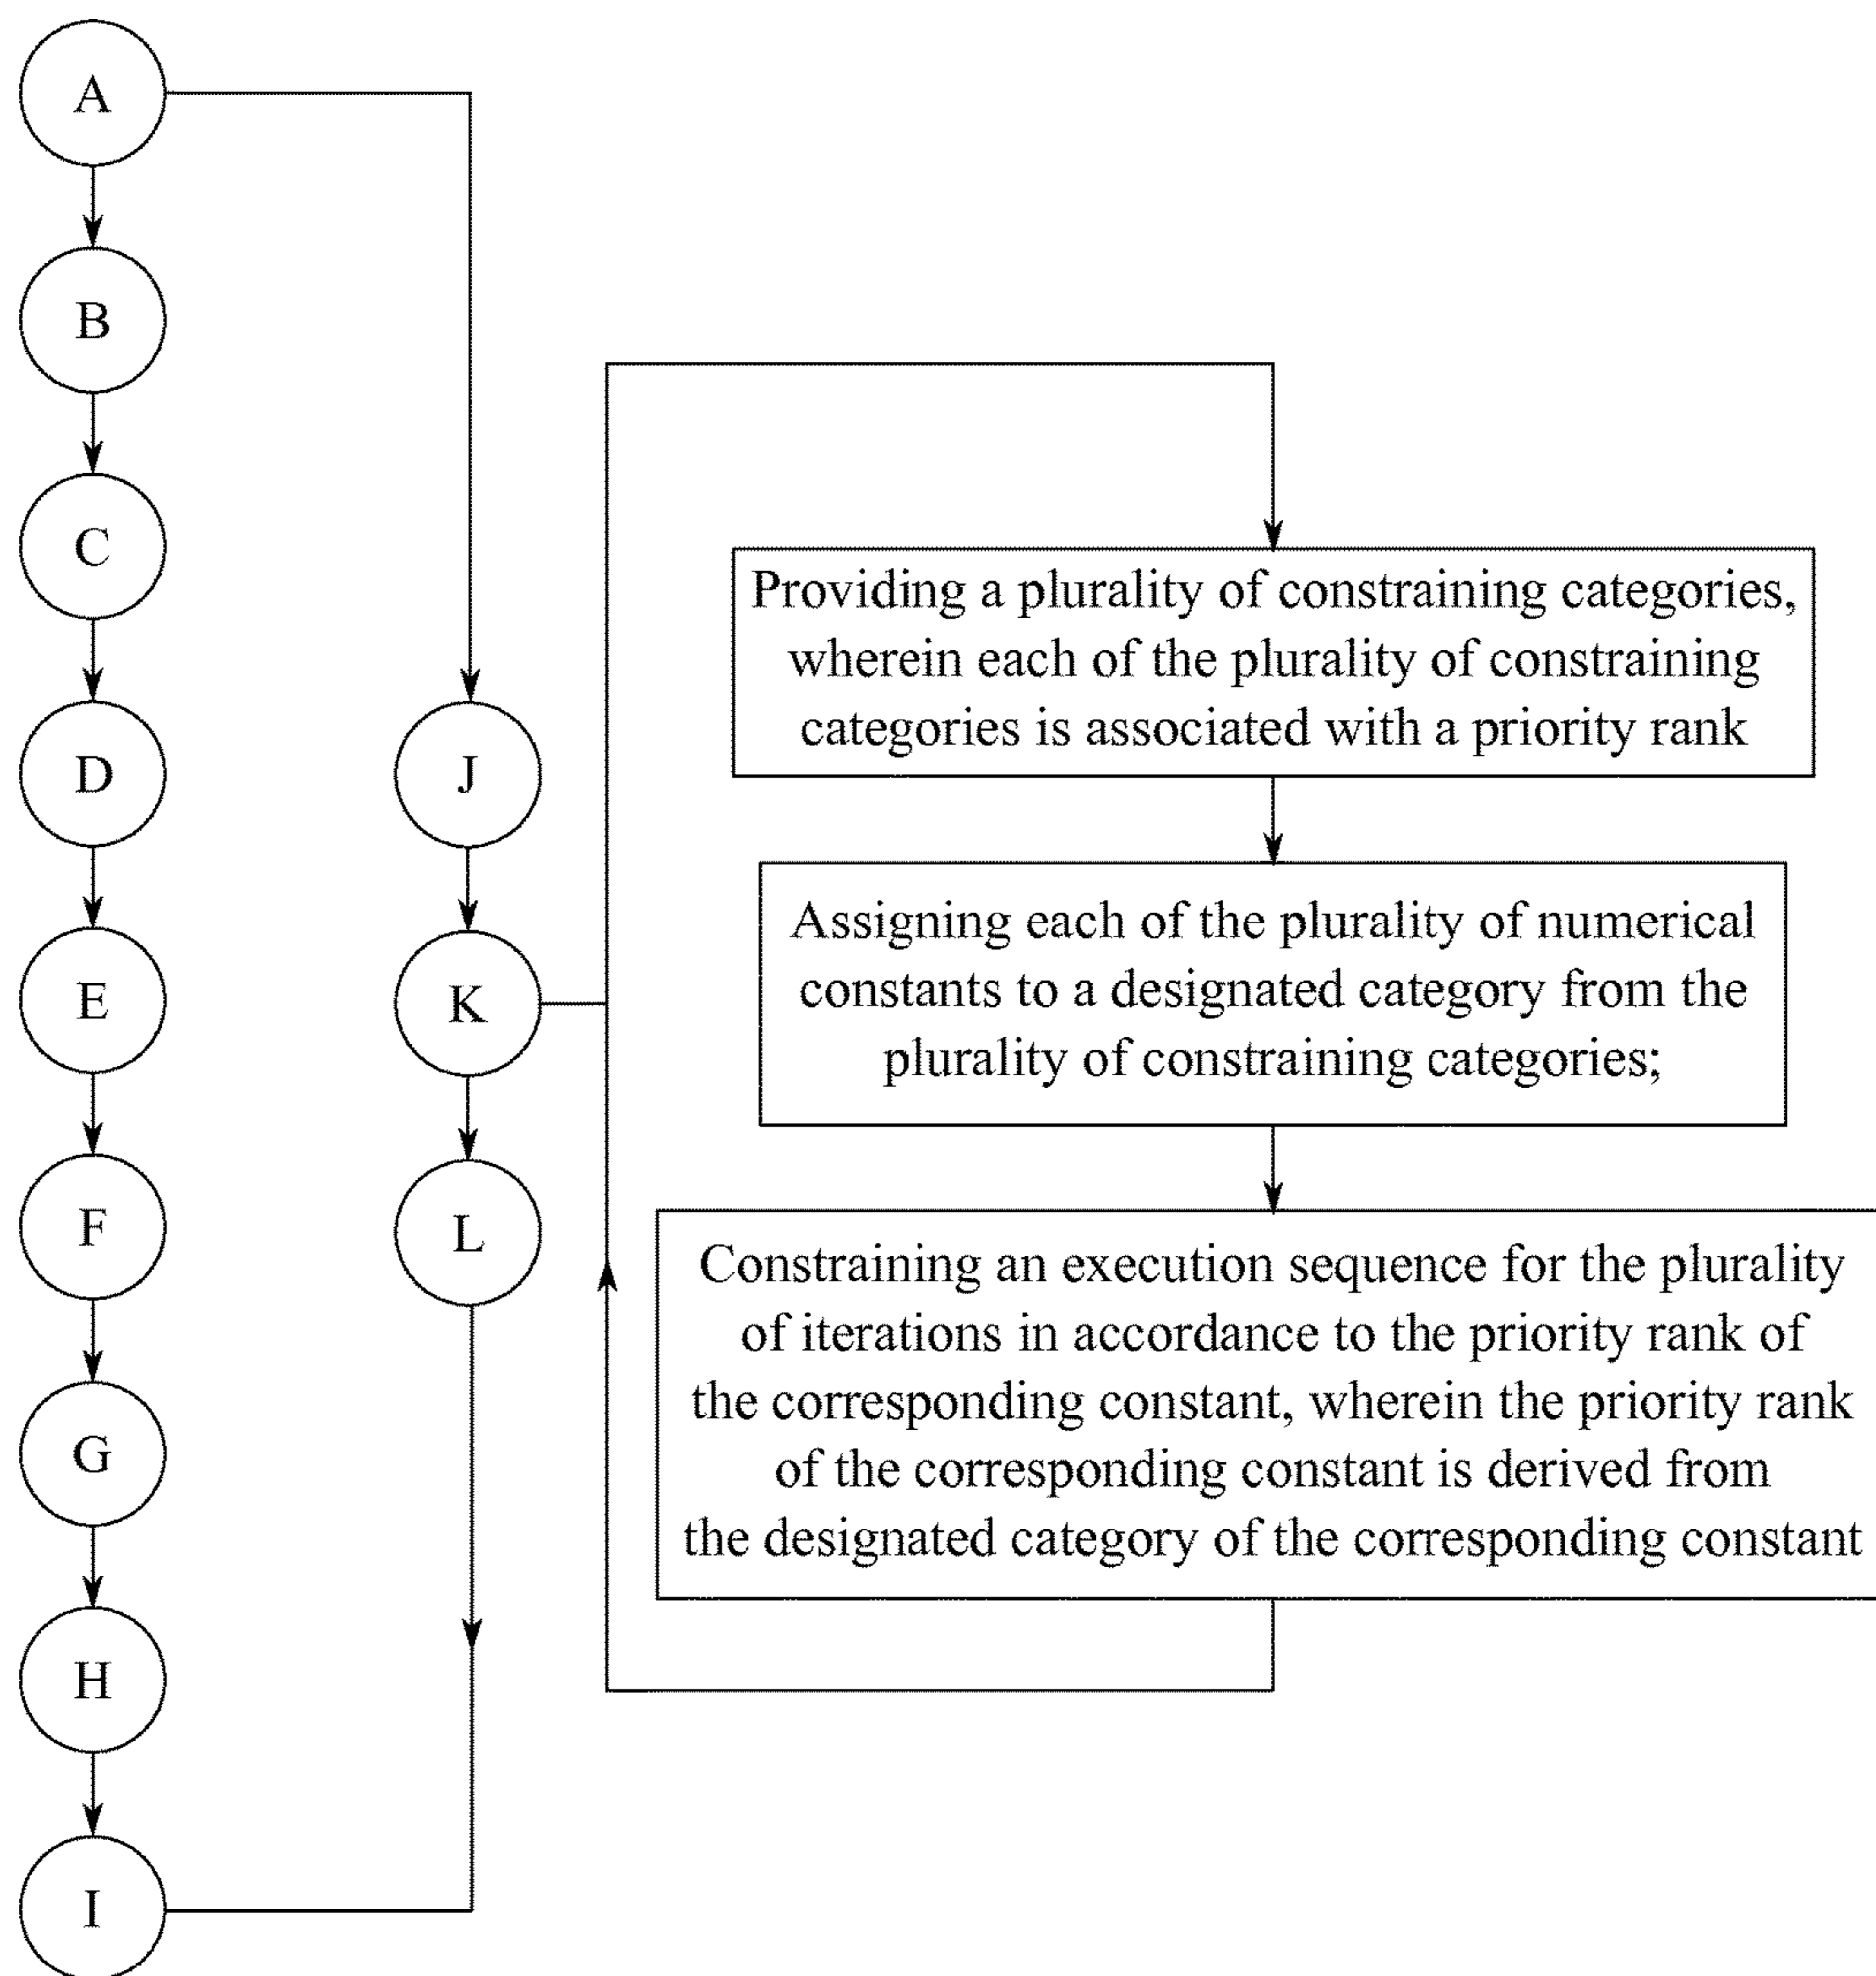 A
B
C
D
E
F
G
H
I
J
K
L
Providing a plurality of constraining categories,
wherein each of the plurality of constraining
categories is associated with a priority rank
Assigning each of the plurality of numerical
constants to a designated category from the
plurality of constraining categories;
Constraining an execution sequence for the plurality
of iterations in accordance to the priority rank of
the corresponding constant, wherein the priority rank
of the corresponding constant is derived from
the designated category of the corresponding constant